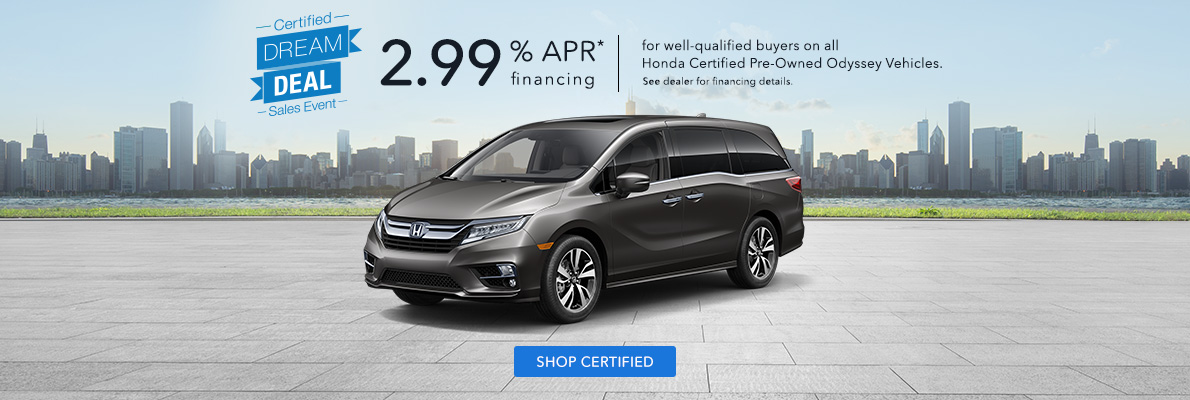 Certified
DREAM
DEAL
Sales Event
2.99 % APR*
financing
for well-qualified buyers on all
Honda Certified Pre-Owned Odyssey Vehicles.
See dealer for financing details.
SHOP CERTIFIED